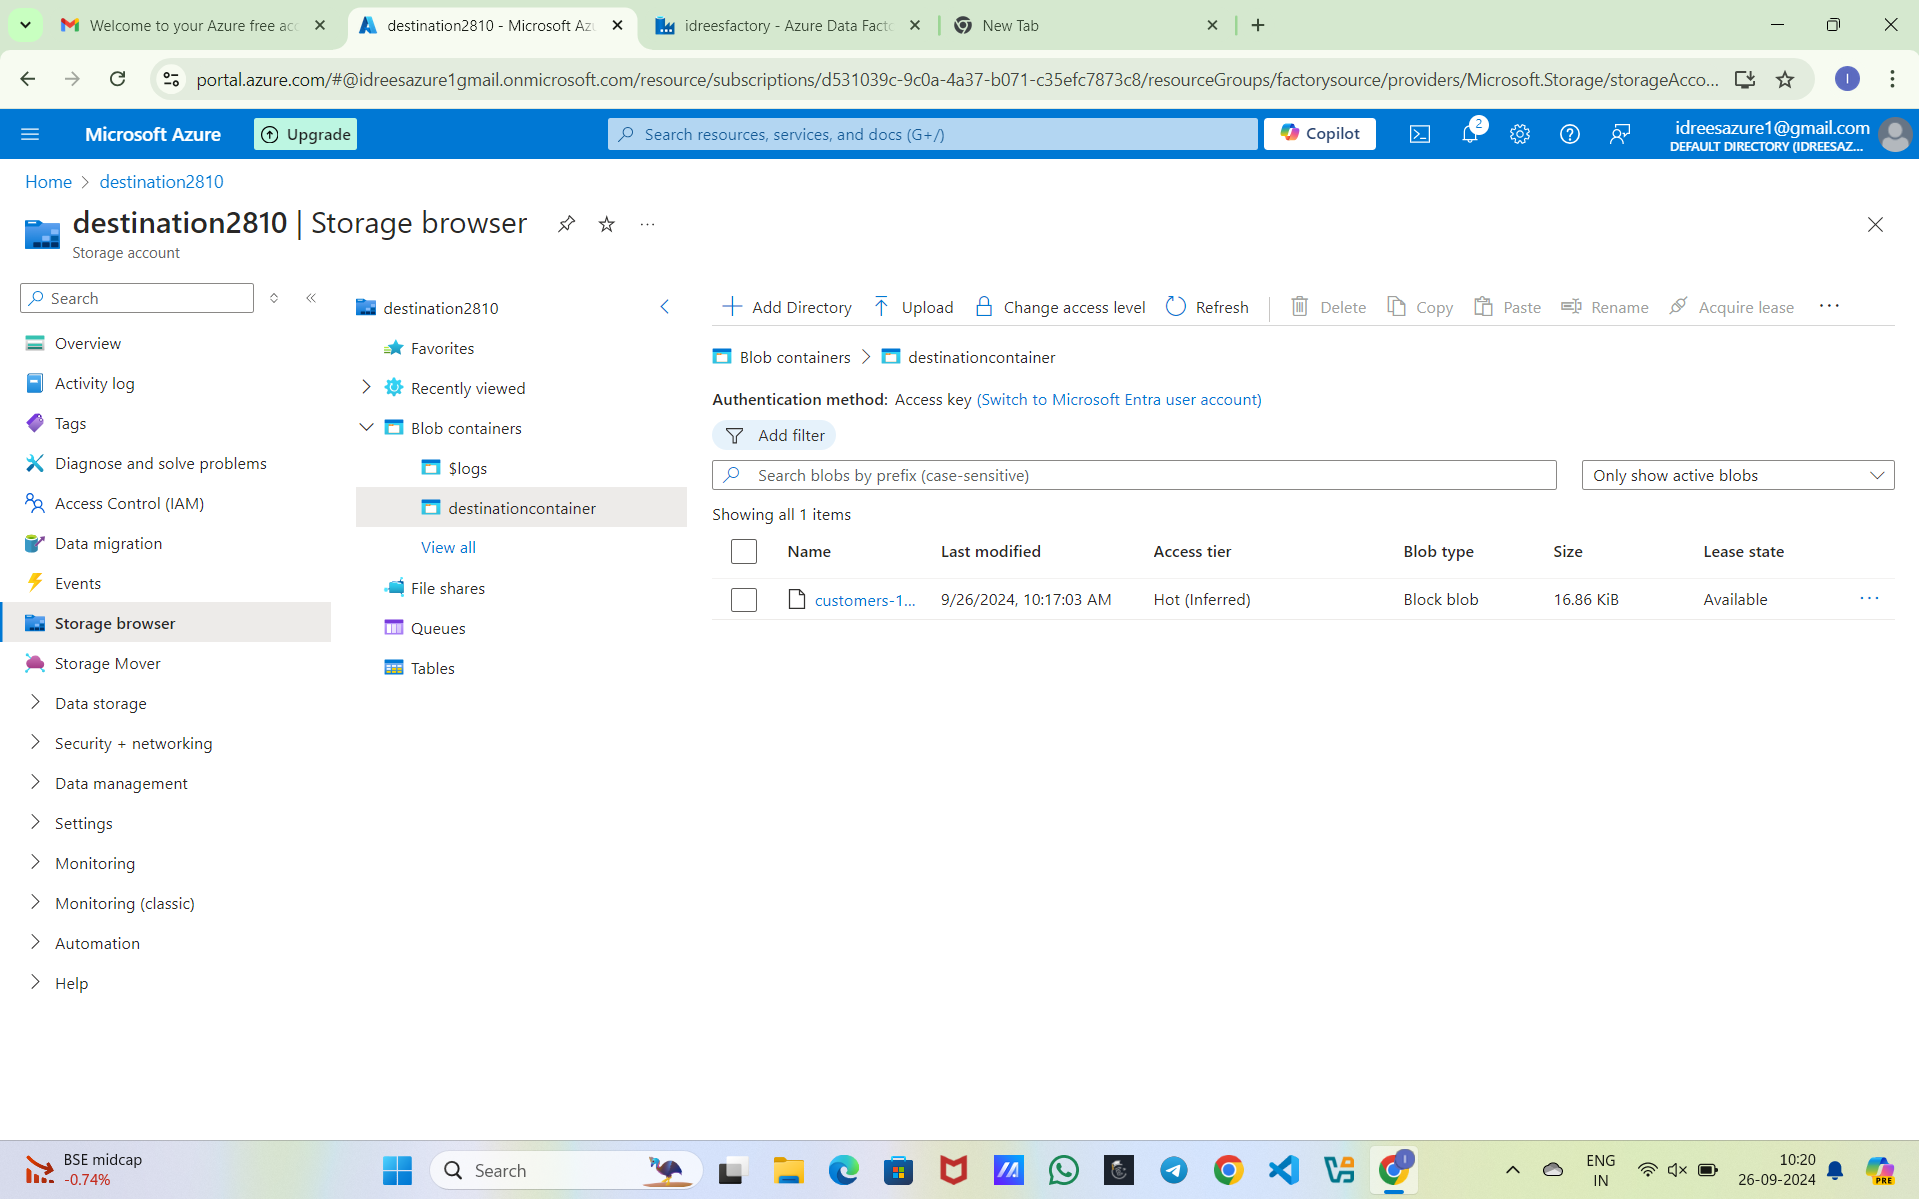 Welcome to your Azure free acc
destination2810 - Microsoft Azu
idreesfactory - Azure Data Facto
New Tab
portal.azure.com/#@idreesazure1gmail.onmicrosoft.com/resource/subscriptions/d531039c-9c0a-4a37-b071-c35efc7873c8/resourceGroups/factorysource/providers/Microsoft.Storage/storageAcco...
I
Microsoft Azure
Upgrade
Search resources, services, and docs (G+/)
Copilot
2
idreesazure1@gmail.com
DEFAULT DIRECTORY (IDREESAZ...
Home > destination2810
destination2810 | Storage browser
Storage account
Search
Overview
Activity log
Tags
Diagnose and solve problems
Access Control (IAM)
Data migration
Events
Storage browser
Storage Mover
Data storage
Security + networking
Data management
Settings
Monitoring
Monitoring (classic)
Automation
Help
destination2810
Favorites
Recently viewed
Blob containers
$logs
destinationcontainer
View all
File shares
Queues
Tables
Add Directory
Upload
Change access level
Refresh
Delete
Copy
Paste
Rename
Acquire lease
Blob containers > destinationcontainer
Authentication method: Access key (Switch to Microsoft Entra user account)
Add filter
Search blobs by prefix (case-sensitive)
Only show active blobs
Showing all 1 items
Name Last modified Access tier Blob type Size Lease state
customers-1... 9/26/2024, 10:17:03 AM Hot (Inferred) Block blob 16.86 KiB Available
BSE midcap
-0.74%
Search
I
ENG
IN
10:20
26-09-2024
PRE